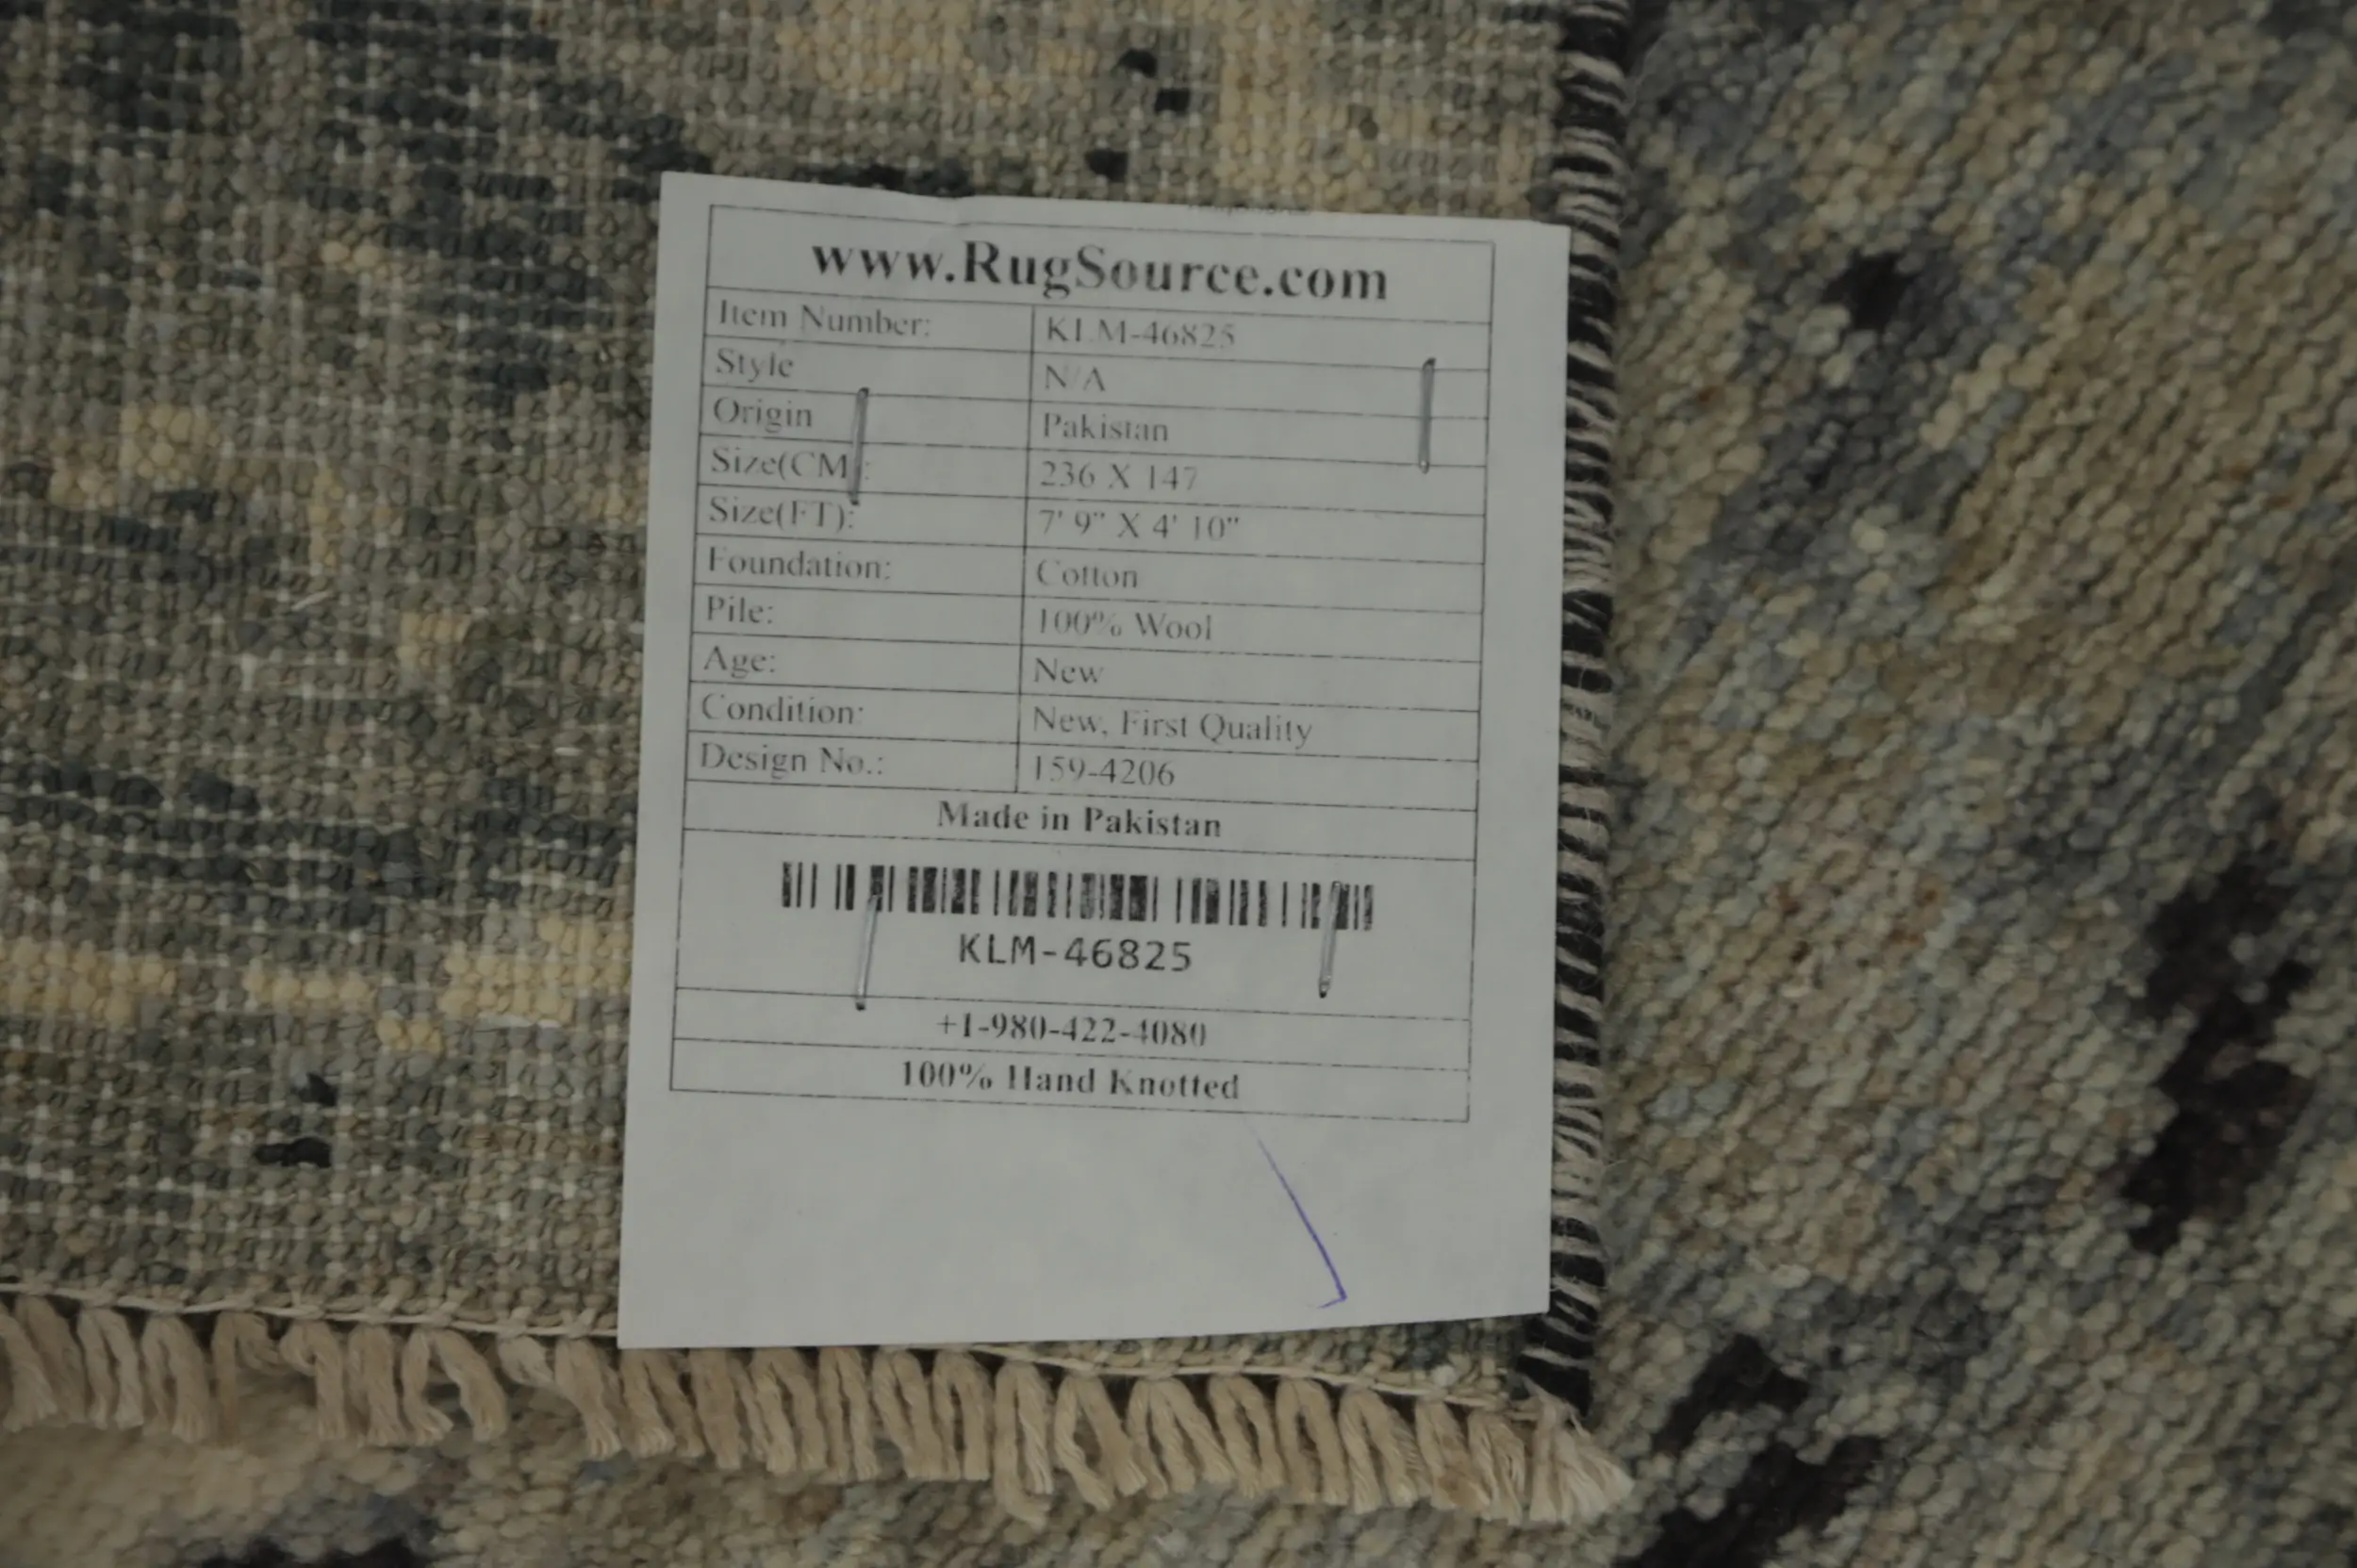 www.RugSource.com
Item Number: KLM-46825
Style N/A
Origin Pakistan
Size(CM): 236 X 147
Size(FT): 7' 9" X 4' 10"
Foundation: Cotton
Pile: 100% Wool
Age: New
Condition: New, First Quality
Design No.: 159-4206
Made in Pakistan
KLM-46825
+1-980-422-4080
100% Hand Knotted